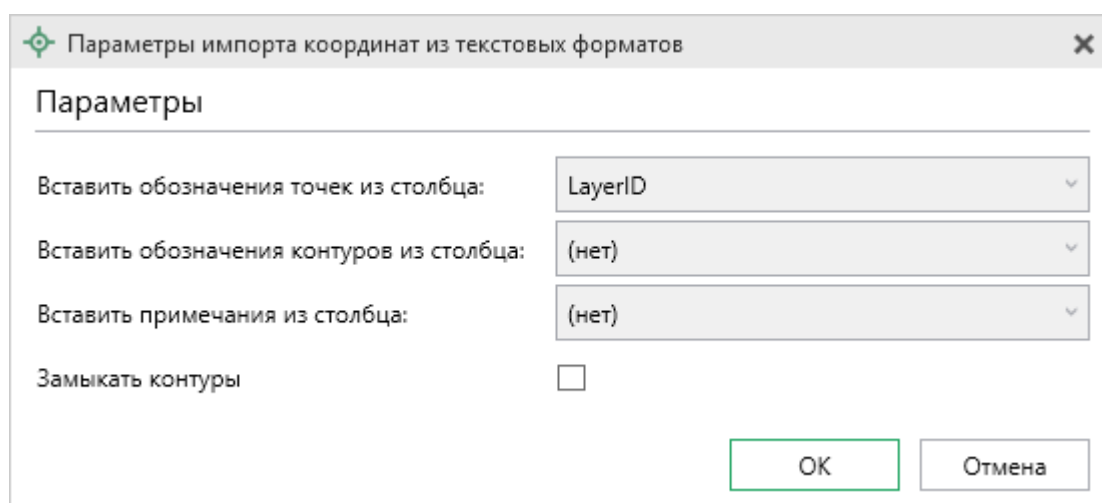 Параметры импорта координат из текстовых форматов
Параметры
Вставить обозначения точек из столбца: LayerID
Вставить обозначения контуров из столбца: (нет)
Вставить примечания из столбца: (нет)
Замыкать контуры
ОК Отмена